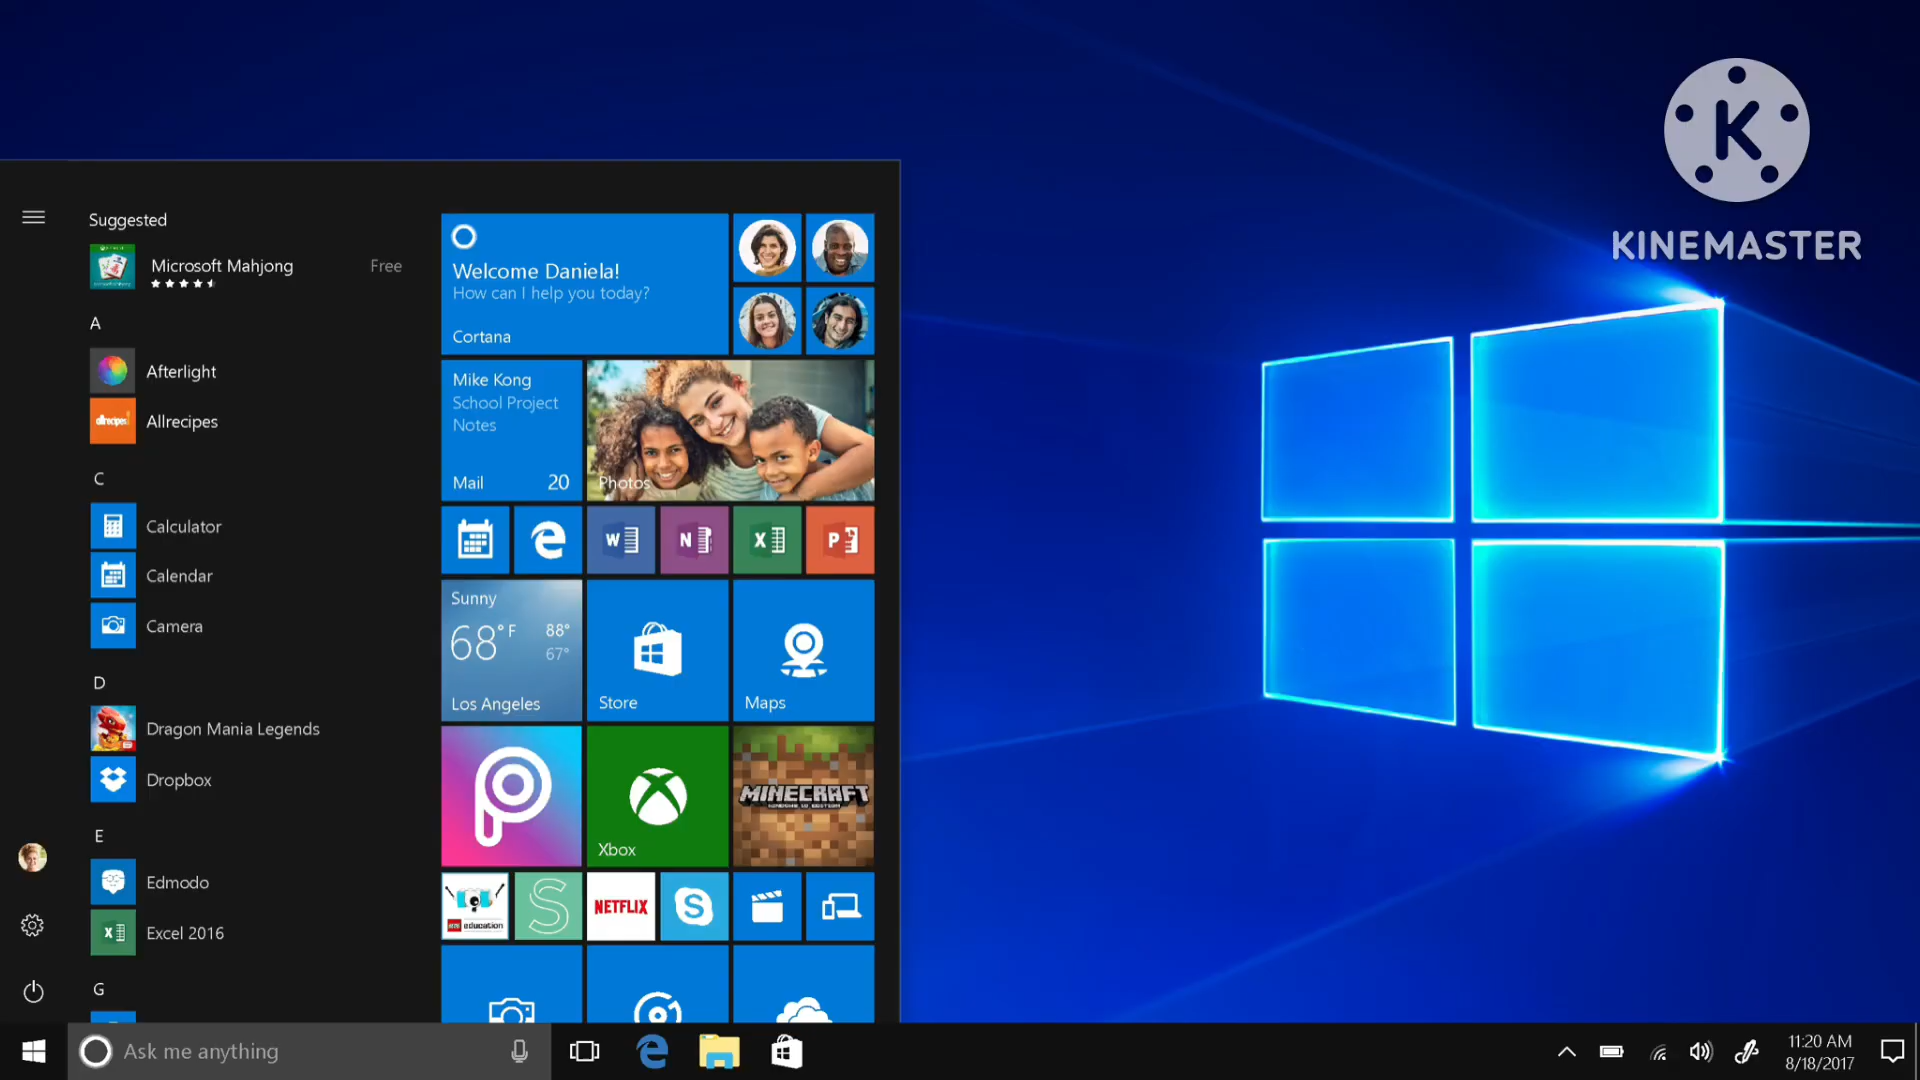 KINEMASTER
Suggested
Microsoft Mahjong
Free
A
Afterlight
allrecipes
Allrecipes
C
Calculator
Calendar
Camera
D
Dragon Mania Legends
Dropbox
E
Edmodo
Excel 2016
G
Welcome Daniela!
How can I help you today?
Cortana
Mike Kong
School Project
Notes
Mail 20
Photos
W N X P
Sunny
68°F 88°
67°
Los Angeles
Store
Maps
Xbox
MINECRAFT
education
NETFLIX
Ask me anything
11:20 AM
8/18/2017